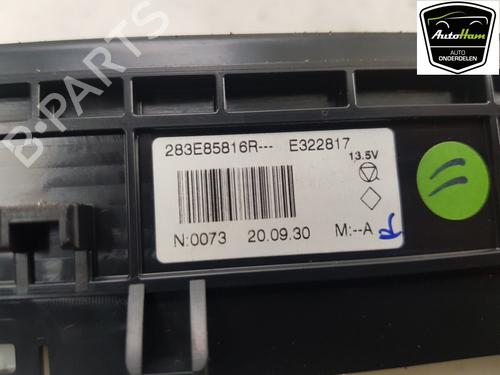 AutoHam
AUTO
ONDERDELEN
B-PARTS
283E85816R--- E322817
13.5V
N:0073 20.09.30 M:--A